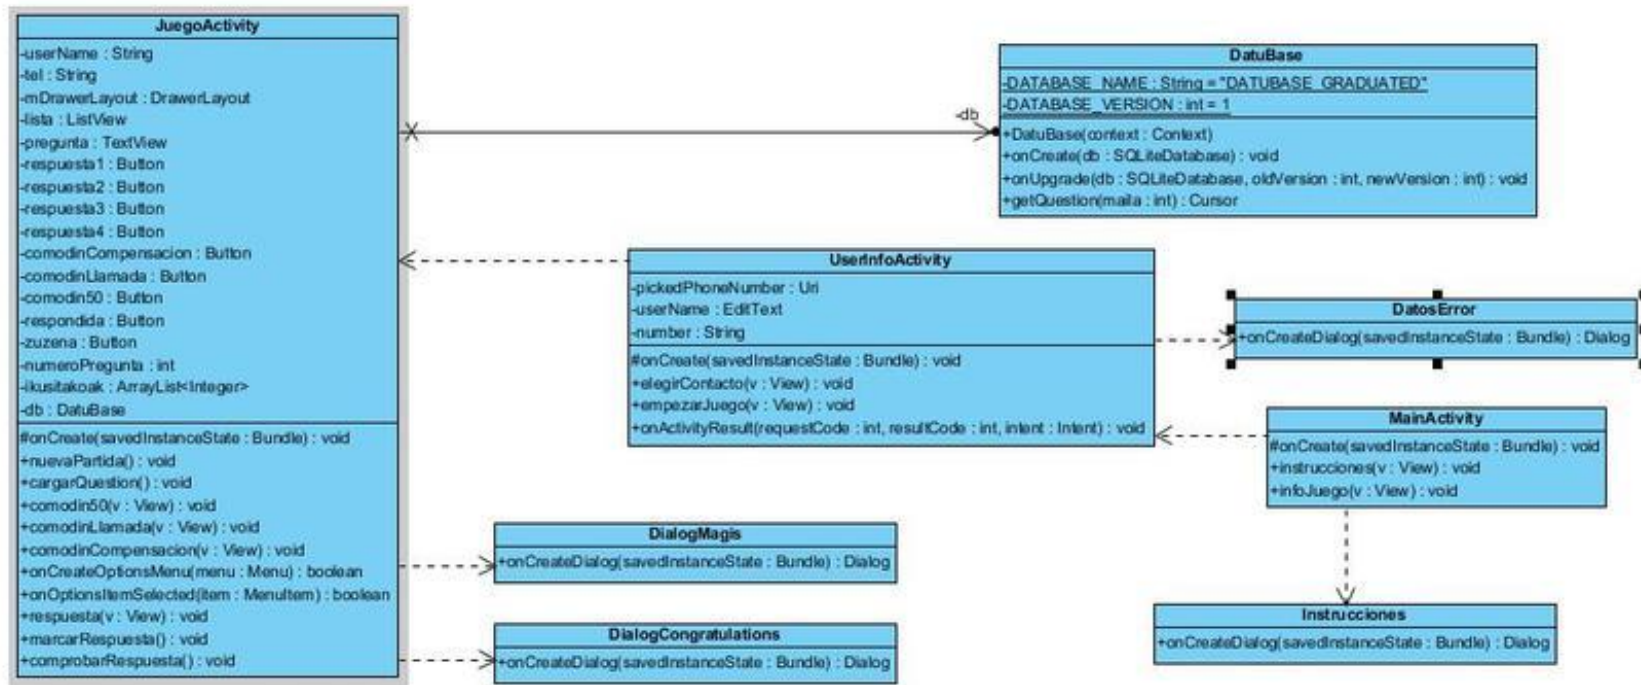 JuegoActivity
-userName : String
-tel : String
-mDrawerLayout : DrawerLayout
-lista : ListView
-pregunta : TextView
-respuesta1 : Button
-respuesta2 : Button
-respuesta3 : Button
-respuesta4 : Button
-comodinCompensacion : Button
-comodinLlamada : Button
-comodin50 : Button
-respondida : Button
-zuzena : Button
-numeroPregunta : int
-ikusitakoak : ArrayList<Integer>
-db : DatuBase
#onCreate(savedInstanceState : Bundle) : void
+nuevaPartida() : void
+cargarQuestion() : void
+comodin50(v : View) : void
+comodinLlamada(v : View) : void
+comodinCompensacion(v : View) : void
+onCreateOptionsMenu(menu : Menu) : boolean
+onOptionsItemSelected(item : MenuItem) : boolean
+respuesta(v : View) : void
+marcarRespuesta() : void
+comprobarRespuesta() : void
-db
DatuBase
-DATABASE_NAME : String = "DATUBASE_GRADUATED"
-DATABASE_VERSION : int = 1
+DatuBase(context : Context)
+onCreate(db : SQLiteDatabase) : void
+onUpgrade(db : SQLiteDatabase, oldVersion : int, newVersion : int) : void
+getQuestion(maila : int) : Cursor
UserInfoActivity
-pickedPhoneNumber : Uri
-userName : EditText
-number : String
#onCreate(savedInstanceState : Bundle) : void
+elegirContacto(v : View) : void
+empezarJuego(v : View) : void
+onActivityResult(requestCode : int, resultCode : int, intent : Intent) : void
DatosError
+onCreateDialog(savedInstanceState : Bundle) : Dialog
MainActivity
#onCreate(savedInstanceState : Bundle) : void
+instrucciones(v : View) : void
+infoJuego(v : View) : void
DialogMagis
+onCreateDialog(savedInstanceState : Bundle) : Dialog
DialogCongratulations
+onCreateDialog(savedInstanceState : Bundle) : Dialog
Instrucciones
+onCreateDialog(savedInstanceState : Bundle) : Dialog